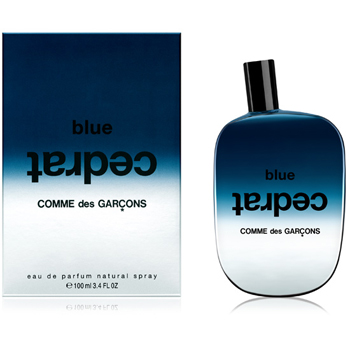 blue
cedrat
COMME des GARÇONS
eau de parfum natural spray
℮ 100 ml 3.4 FL OZ
blue
cedrat
COMME des GARÇONS